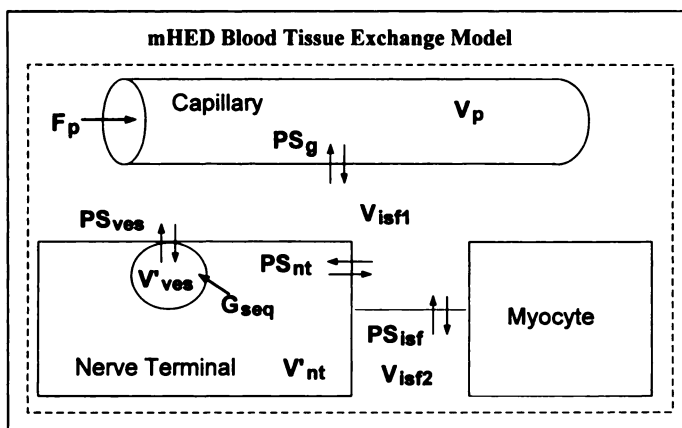 mHED Blood Tissue Exchange Model
Capillary
Fp
Vp
PSg
PSves
Visf1
V'ves
PSnt
Gseq
PSisf
Myocyte
Nerve Terminal
V'nt
Visf2